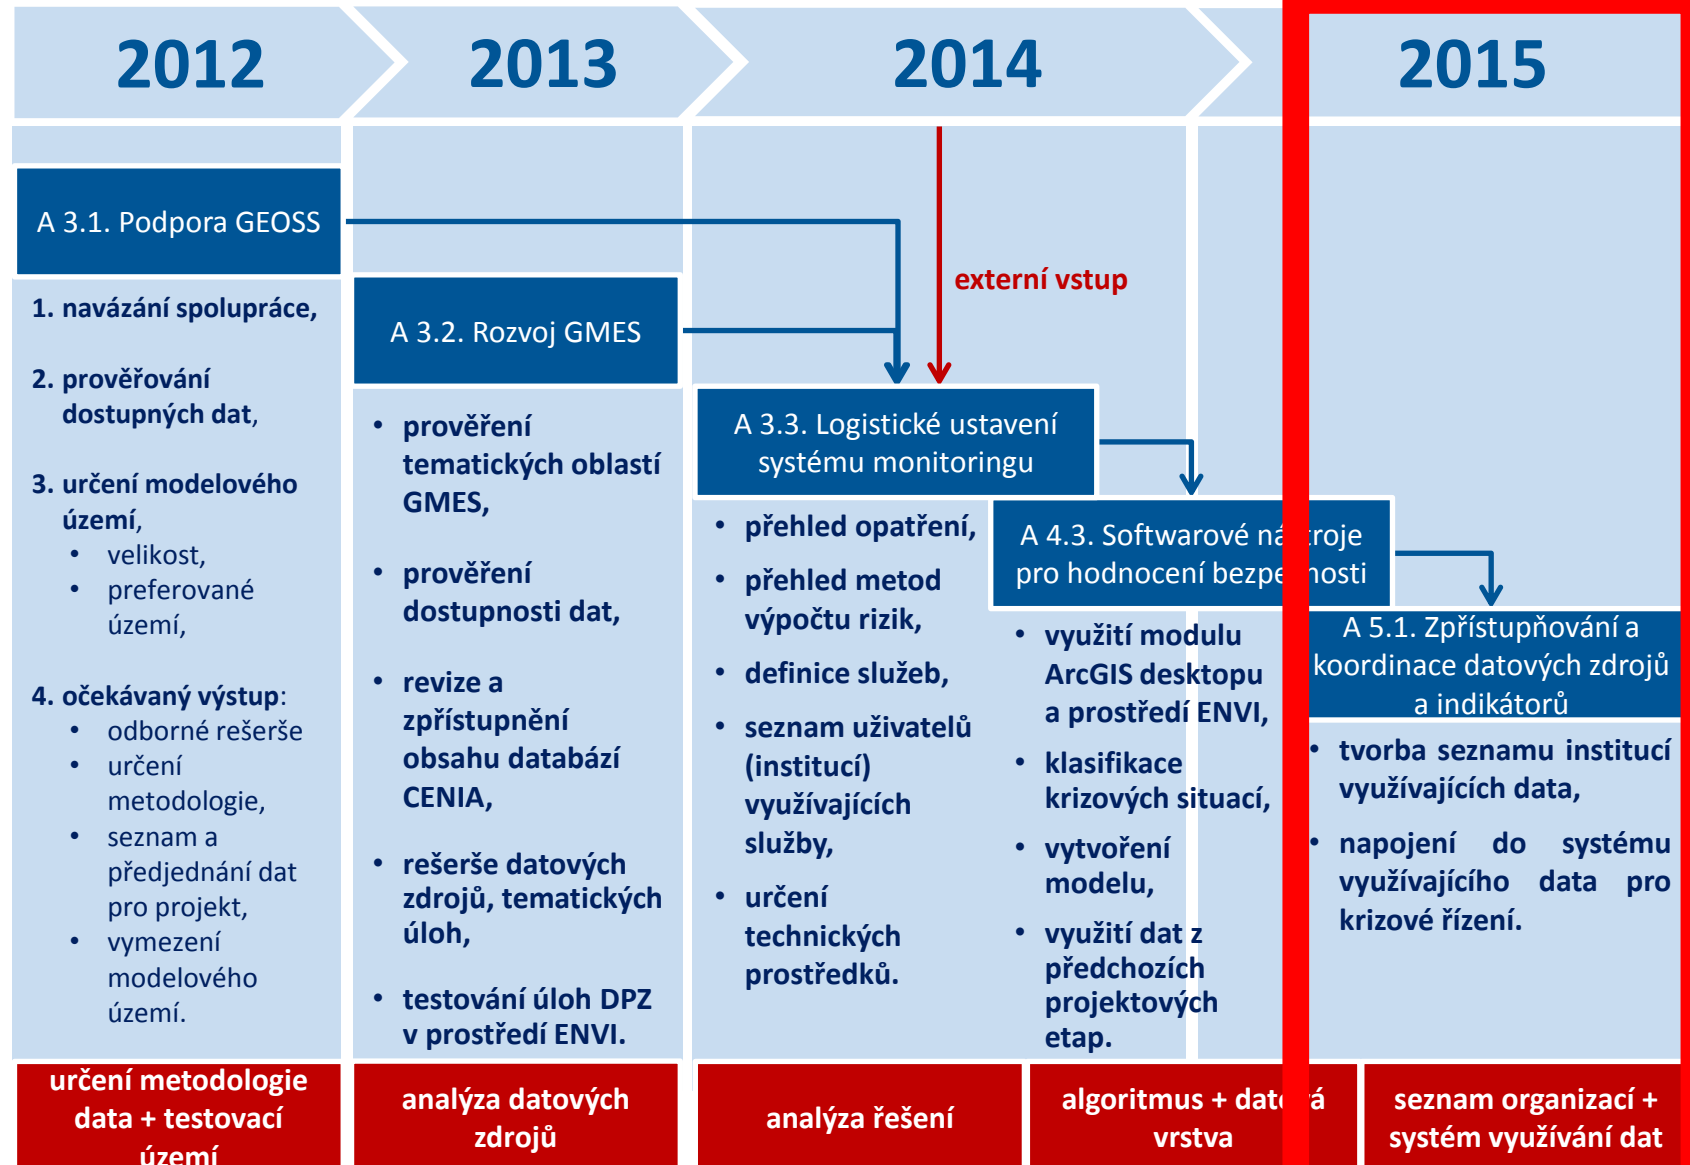 2012
2013
2014
2015
A 3.1. Podpora GEOSS
1. navázání spolupráce,
2. prověřování
dostupných dat,
3. určení modelového
území,
• velikost,
• preferované
území,
4. očekávaný výstup:
• odborné rešerše
• určení
metodologie,
• seznam a
předjednání dat
pro projekt,
• vymezení
modelového
území.
určení metodologie
data + testovací
území
A 3.2. Rozvoj GMES
• prověření
tematických oblastí
GMES,
• prověření
dostupnosti dat,
• revize a
zpřístupnění
obsahu databází
CENIA,
• rešerše datových
zdrojů, tematických
úloh,
• testování úloh DPZ
v prostředí ENVI.
analýza datových
zdrojů
externí vstup
A 3.3. Logistické ustavení
systému monitoringu
• přehled opatření,
• přehled metod
výpočtu rizik,
• definice služeb,
• seznam uživatelů
(institucí)
využívajících
služby,
• určení
technických
prostředků.
analýza řešení
A 4.3. Softwarové nástroje
pro hodnocení bezpečnosti
• využití modulu
ArcGIS desktopu
a prostředí ENVI,
• klasifikace
krizových situací,
• vytvoření
modelu,
• využití dat z
předchozích
projektových
etap.
algoritmus + datová
vrstva
A 5.1. Zpřístupňování a
koordinace datových zdrojů
a indikátorů
• tvorba seznamu institucí
využívajících data,
• napojení do systému
využívajícího data pro
krizové řízení.
seznam organizací +
systém využívání dat